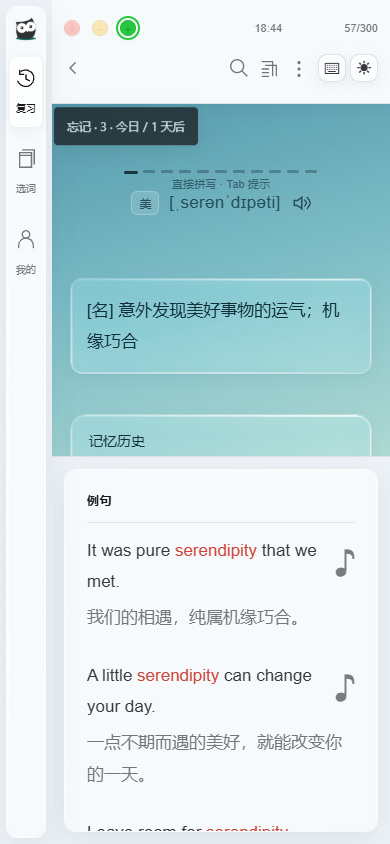 18:44
57/300
复习
选词
我的
忘记 · 3 · 今日 / 1 天后
直接拼写 · Tab 提示
美 [ˌserənˈdɪpəti]
[名] 意外发现美好事物的运气；机
缘巧合
记忆历史
例句
It was pure serendipity that we
met.
我们的相遇，纯属机缘巧合。
A little serendipity can change
your day.
一点不期而遇的美好，就能改变你
的一天。
Leave room for serendipity